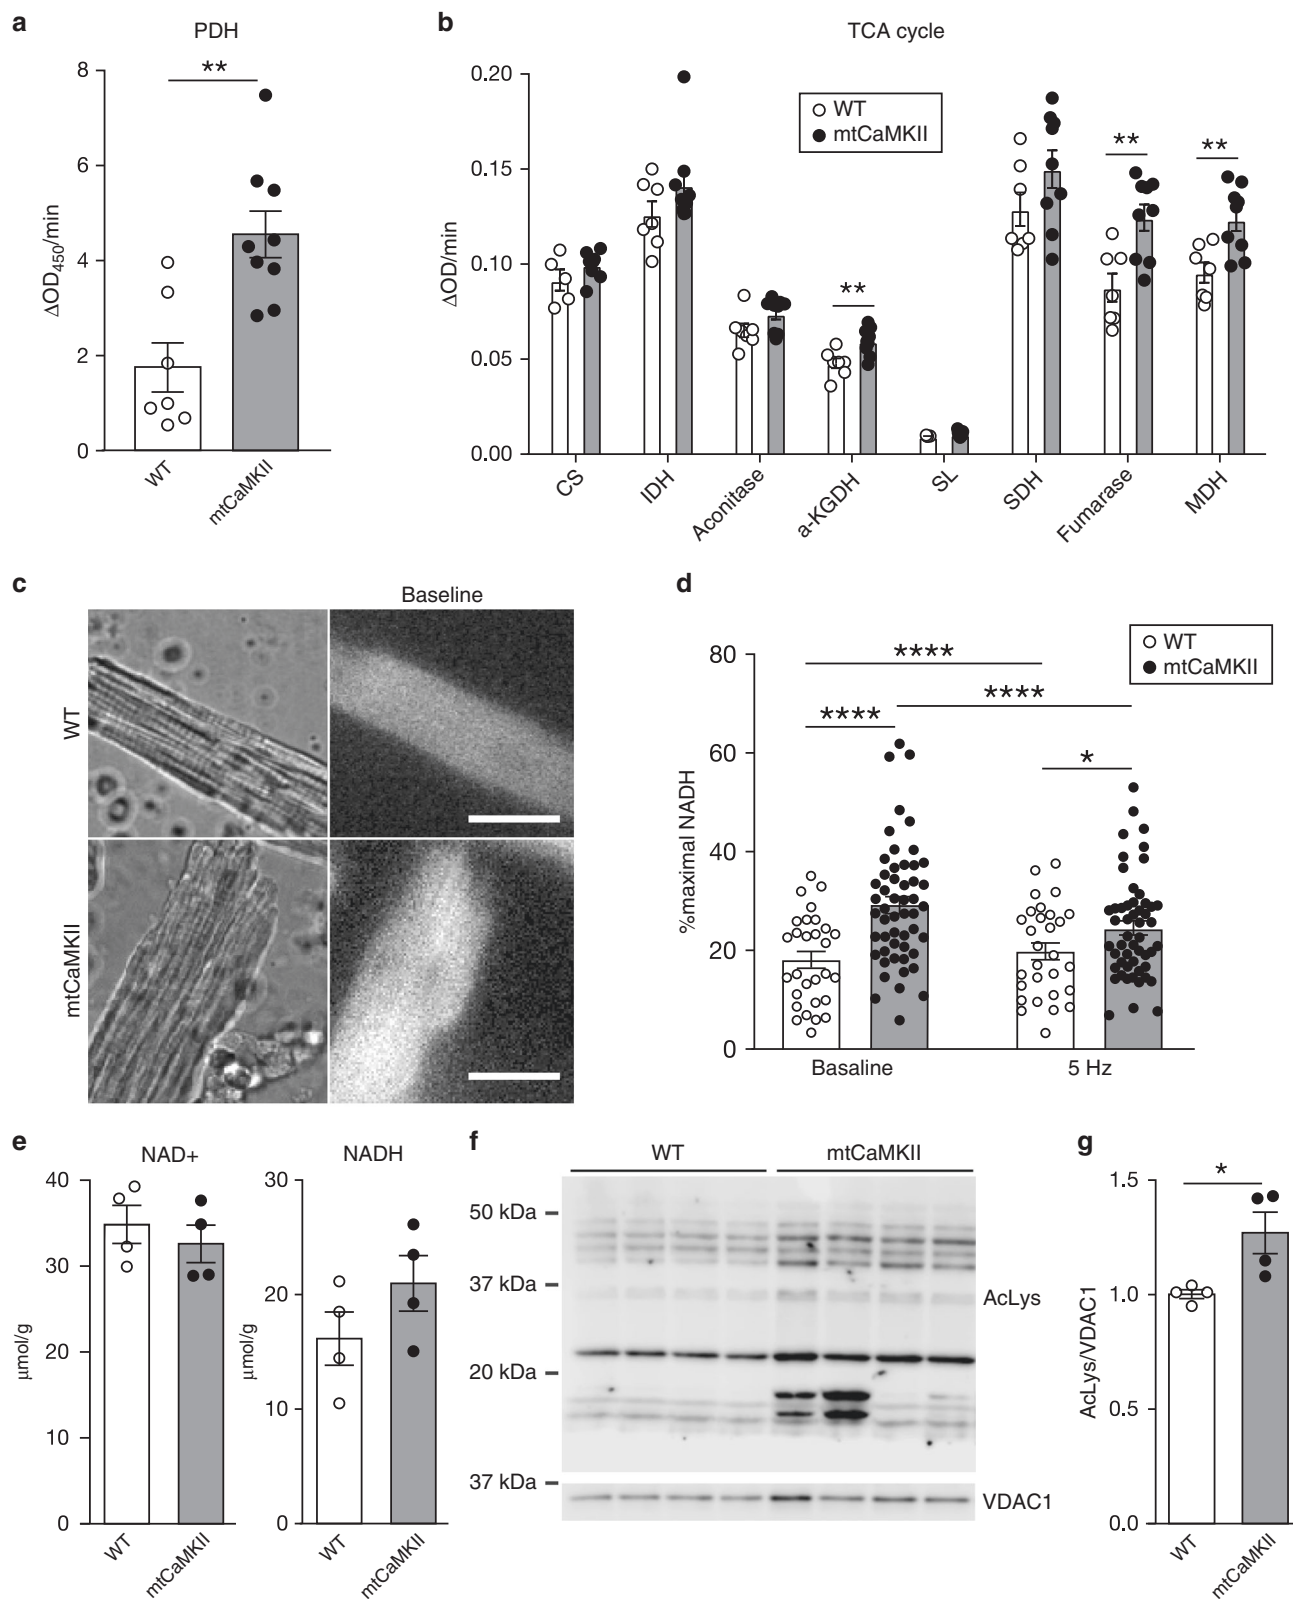 a
PDH
**
8
6
4
2
0
ΔOD450/min
WT
mtCaMKII
b
TCA cycle
WT
mtCaMKII
0.20
0.15
0.10
0.05
0.00
ΔOD/min
**
**
**
CS
IDH
Aconitase
a-KGDH
SL
SDH
Fumarase
MDH
c
Baseline
WT
mtCaMKII
d
WT
mtCaMKII
****
****
****
*
80
60
40
20
0
%maximal NADH
Basaline
5 Hz
e
NAD+
40
30
20
10
0
μmol/g
WT
mtCaMKII
NADH
30
20
10
0
μmol/g
WT
mtCaMKII
f
WT
mtCaMKII
50 kDa
37 kDa
AcLys
20 kDa
37 kDa
VDAC1
g
*
1.5
1.0
0.5
0.0
AcLys/VDAC1
WT
mtCaMKII